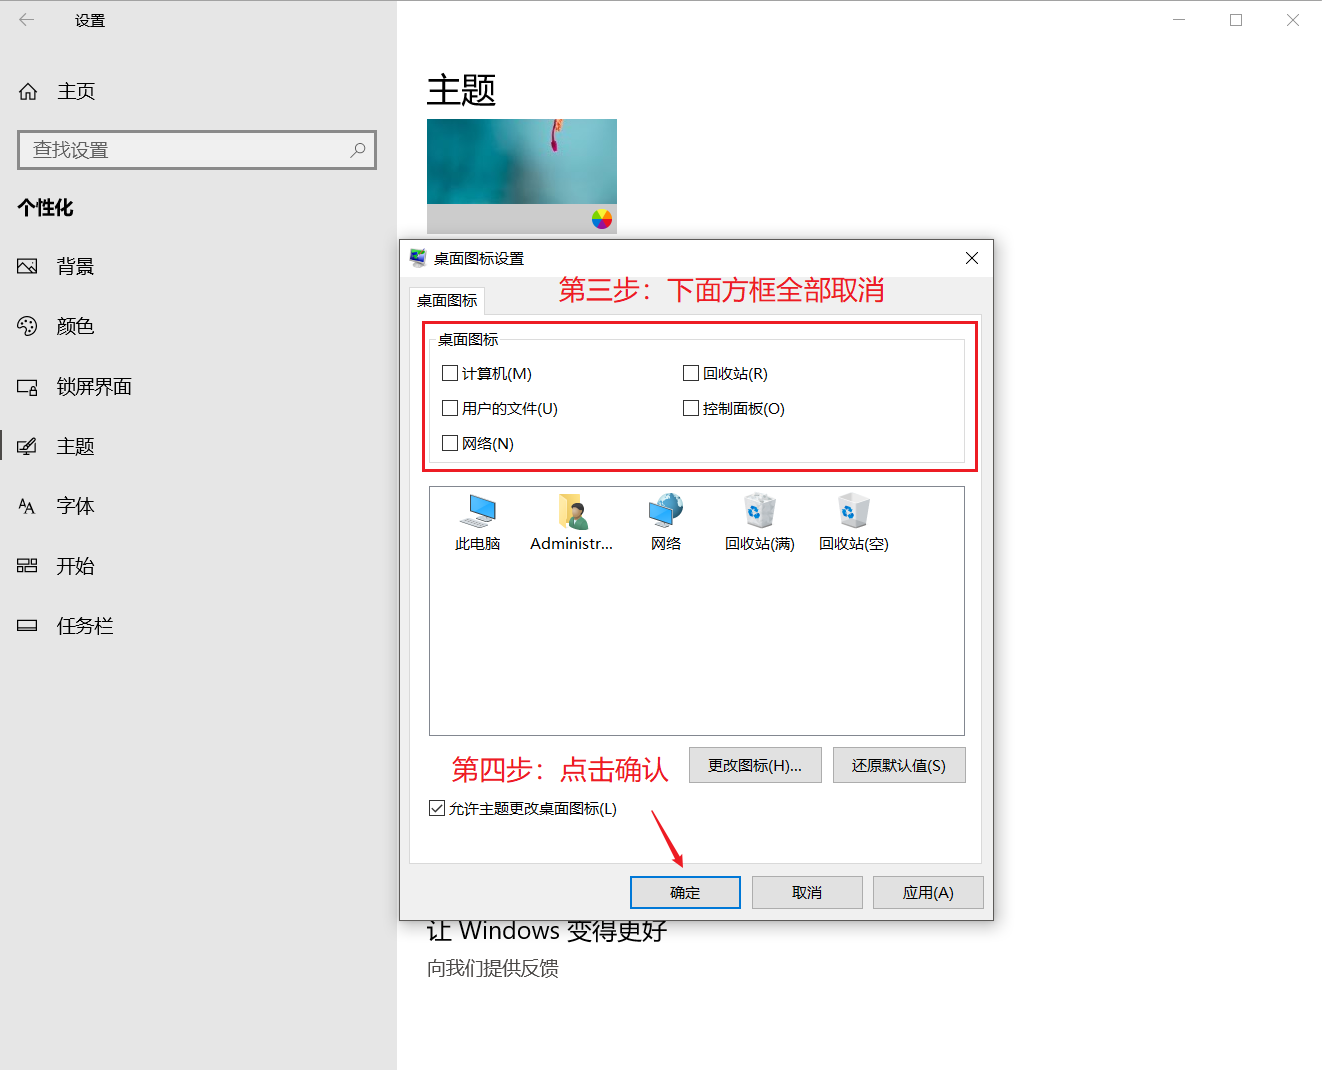 设置
主页
查找设置
个性化
背景
颜色
锁屏界面
主题
字体
开始
任务栏
主题
桌面图标设置
第三步：下面方框全部取消
桌面图标
桌面图标
计算机(M)
回收站(R)
用户的文件(U)
控制面板(O)
网络(N)
此电脑
Administr...
网络
回收站(满)
回收站(空)
第四步：点击确认
更改图标(H)...
还原默认值(S)
允许主题更改桌面图标(L)
确定
取消
应用(A)
让 Windows 变得更好
向我们提供反馈